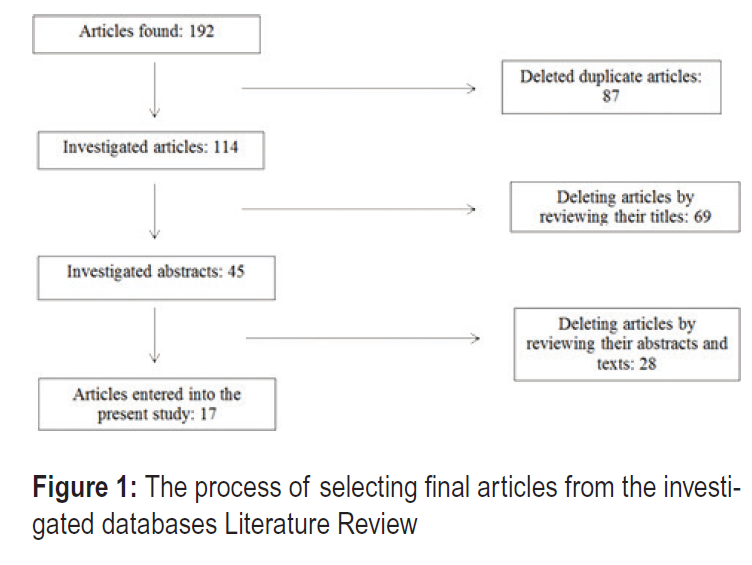 Articles found: 192
Deleted duplicate articles:
87
Investigated articles: 114
Deleting articles by
reviewing their titles: 69
Investigated abstracts: 45
Deleting articles by
reviewing their abstracts and
texts: 28
Articles entered into the
present study: 17
Figure 1: The process of selecting final articles from the investi-
gated databases Literature Review